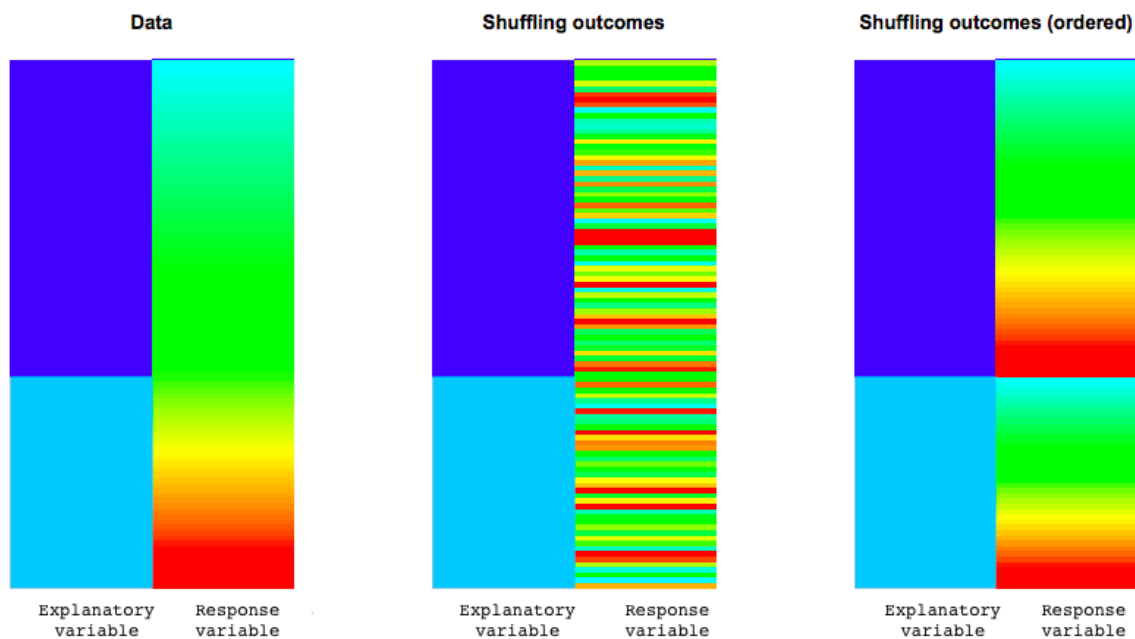 Data
Shuffling outcomes
Shuffling outcomes (ordered)
Explanatory variable
Response variable
Explanatory variable
Response variable
Explanatory variable
Response variable